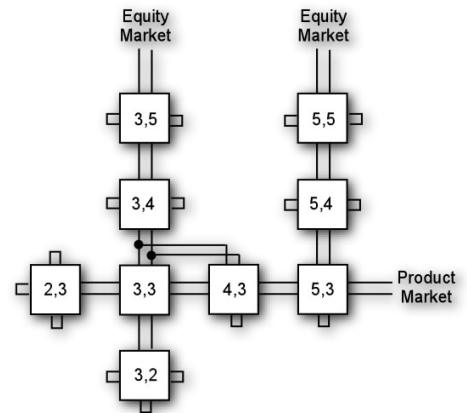 Equity
Market
Equity
Market
3,5
5,5
3,4
5,4
2,3
3,3
4,3
5,3
Product
Market
3,2